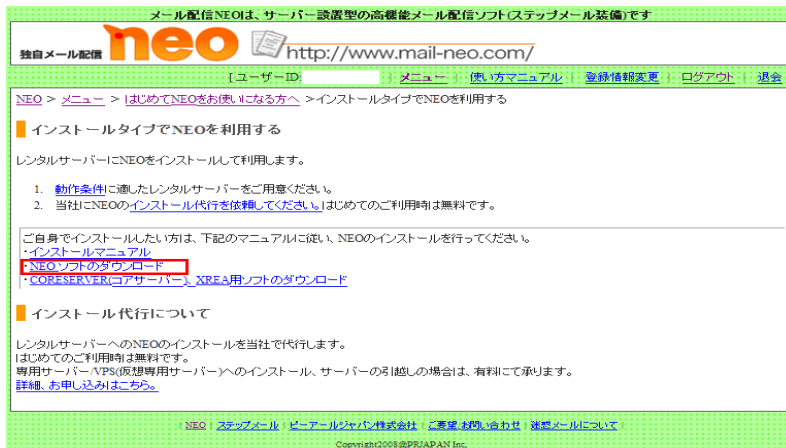 メール配信NEOは、サーバー設置型の高機能メール配信ソフト(ステップメール装備)です
独自メール配信 neo http://www.mail-neo.com/
[ユーザーID: | メニュー | 使い方マニュアル | 登録情報変更 | ログアウト | 退会
NEO > メニュー > はじめてNEOをお使いになる方へ >インストールタイプでNEOを利用する
インストールタイプでNEOを利用する
レンタルサーバーにNEOをインストールして利用します。
1. 動作条件に適したレンタルサーバーをご用意ください。
2. 当社にNEOのインストール代行を依頼してください。はじめてのご利用時は無料です。
ご自身でインストールしたい方は、下記のマニュアルに従い、NEOのインストールを行ってください。
・インストールマニュアル
・NEOソフトのダウンロード
・CORESERVER(コアサーバー)、XREA用ソフトのダウンロード
インストール代行について
レンタルサーバーへのNEOのインストールを当社で代行します。
はじめてのご利用時は無料です。
専用サーバー/VPS(仮想専用サーバー)へのインストール、サーバーの引越しの場合は、有料にて承ります。
詳細、お申し込みはこちら。
| NEO | ステップメール | ピーアールジャパン株式会社 | ご要望,お問い合わせ | 迷惑メールについて |
Copyright2008@PRJAPAN Inc.